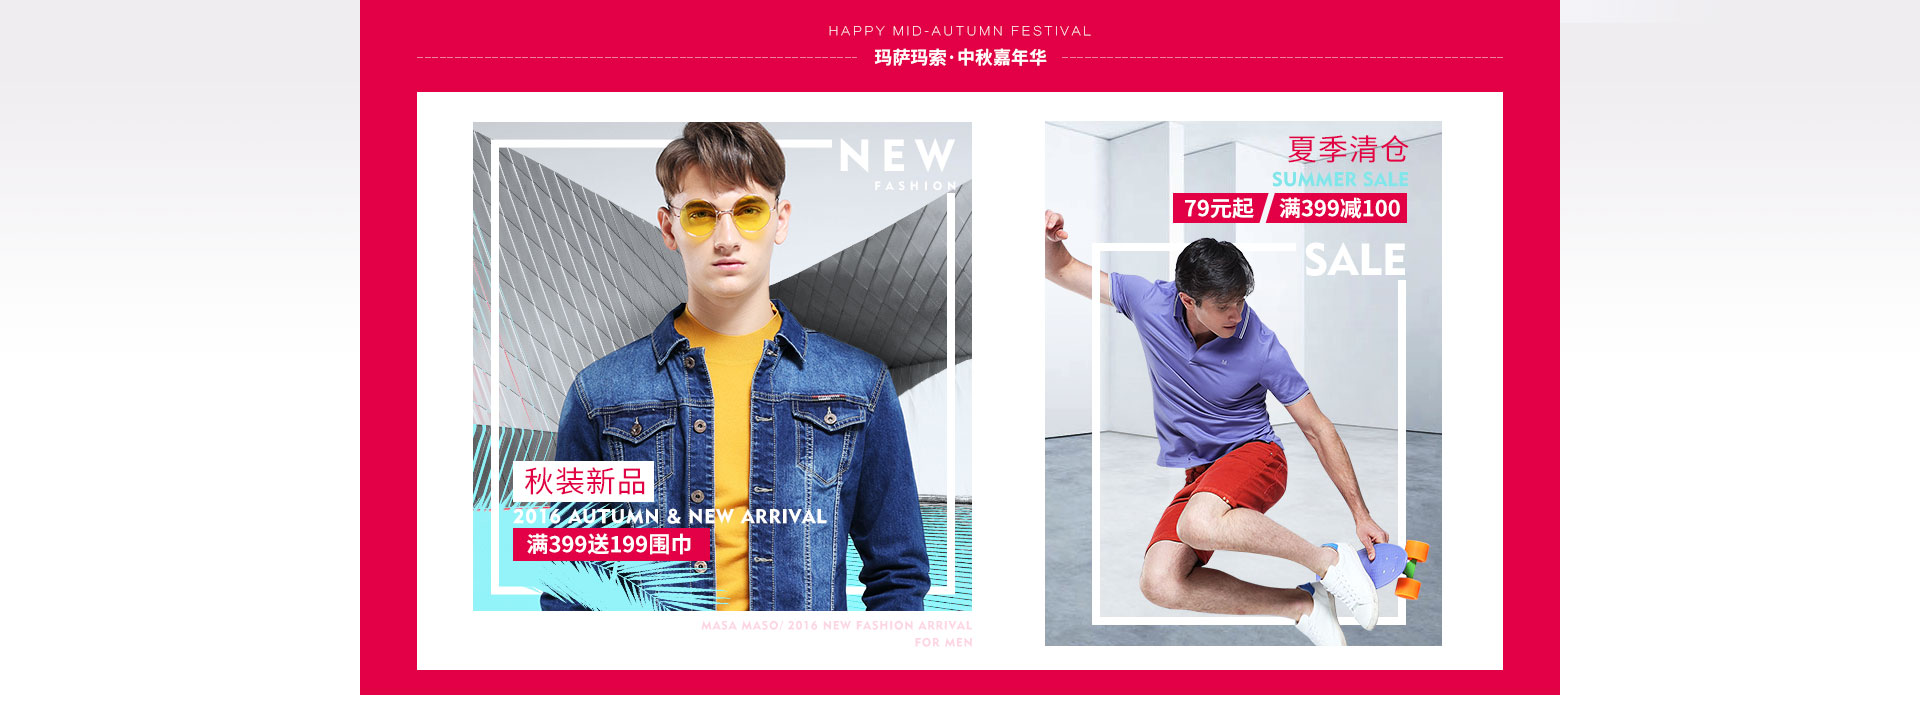 HAPPY MID-AUTUMN FESTIVAL
玛萨玛索·中秋嘉年华
NEW
FASHION
秋装新品
2016 AUTUMN & NEW ARRIVAL
满399送199围巾
MASA MASO/ 2016 NEW FASHION ARRIVAL
FOR MEN
夏季清仓
SUMMER SALE
79元起/满399减100
SALE